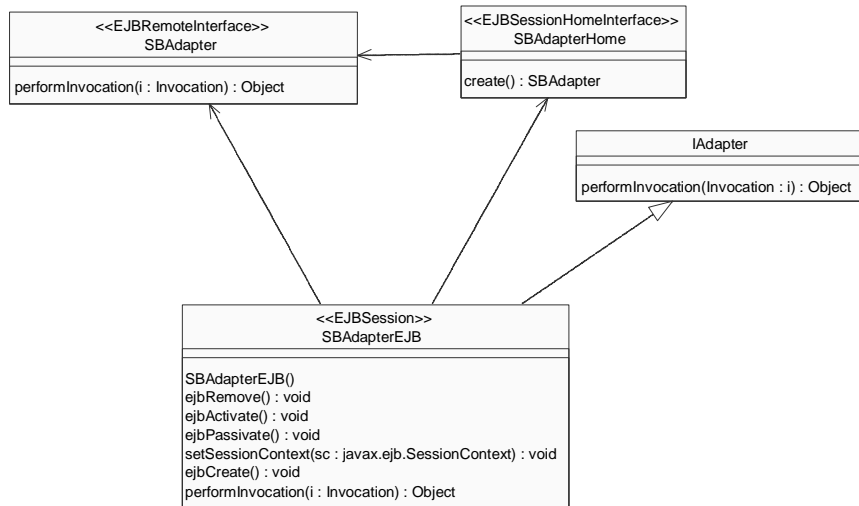 <<EJBRemoteInterface>>
SBAdapter
performInvocation(i : Invocation) : Object
<<EJBSessionHomeInterface>>
SBAdapterHome
create() : SBAdapter
IAdapter
performInvocation(Invocation : i) : Object
<<EJBSession>>
SBAdapterEJB
SBAdapterEJB()
ejbRemove() : void
ejbActivate() : void
ejbPassivate() : void
setSessionContext(sc : javax.ejb.SessionContext) : void
ejbCreate() : void
performInvocation(i : Invocation) : Object